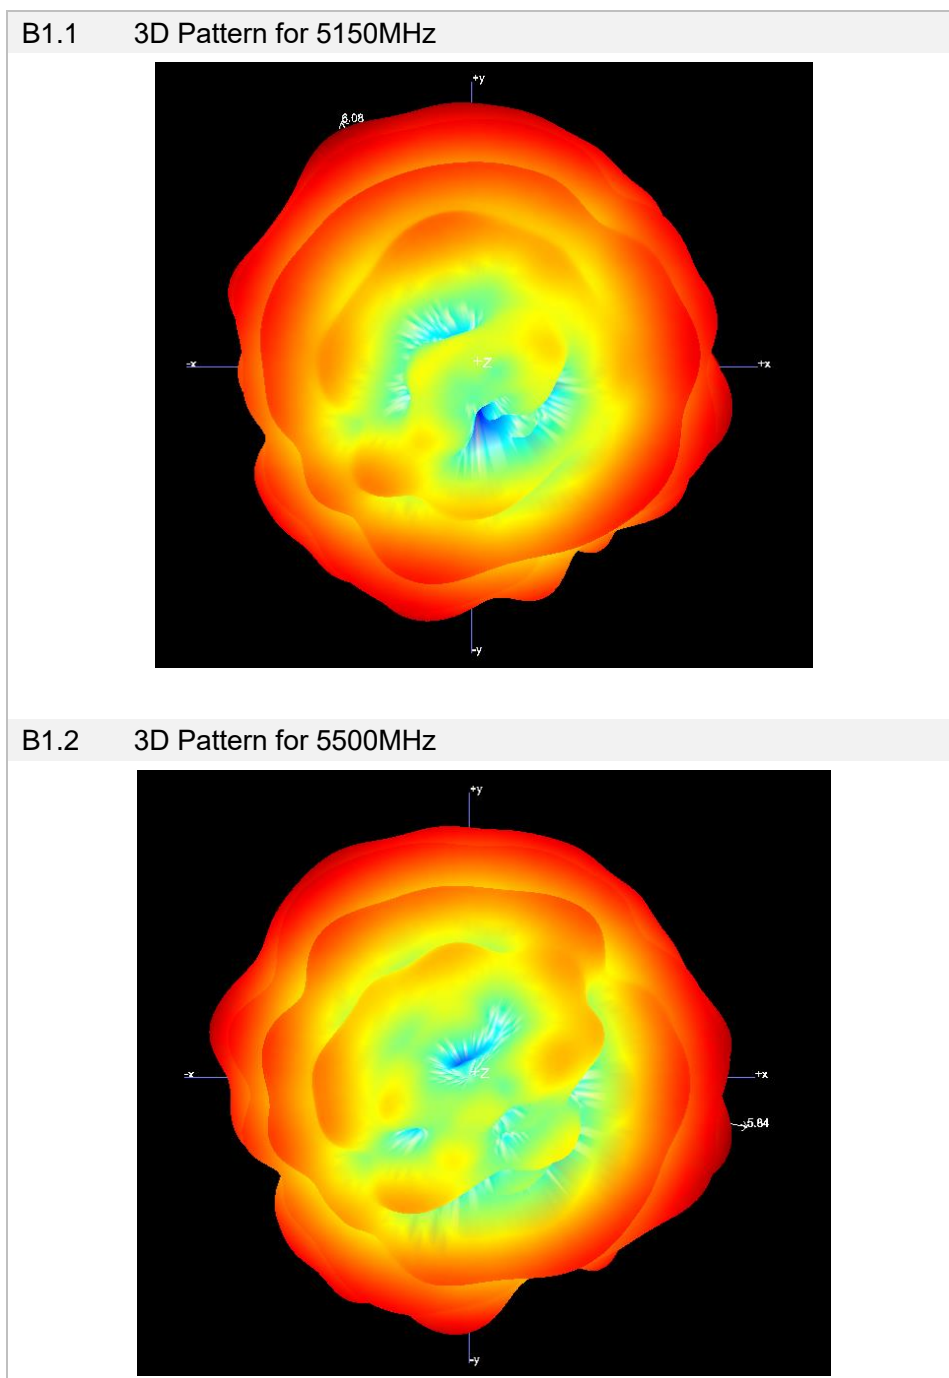 B1.1 3D Pattern for 5150MHz
+y
6.08
-x
+z
+x
-y
B1.2 3D Pattern for 5500MHz
+y
-x
+z
+x
5.84
-y